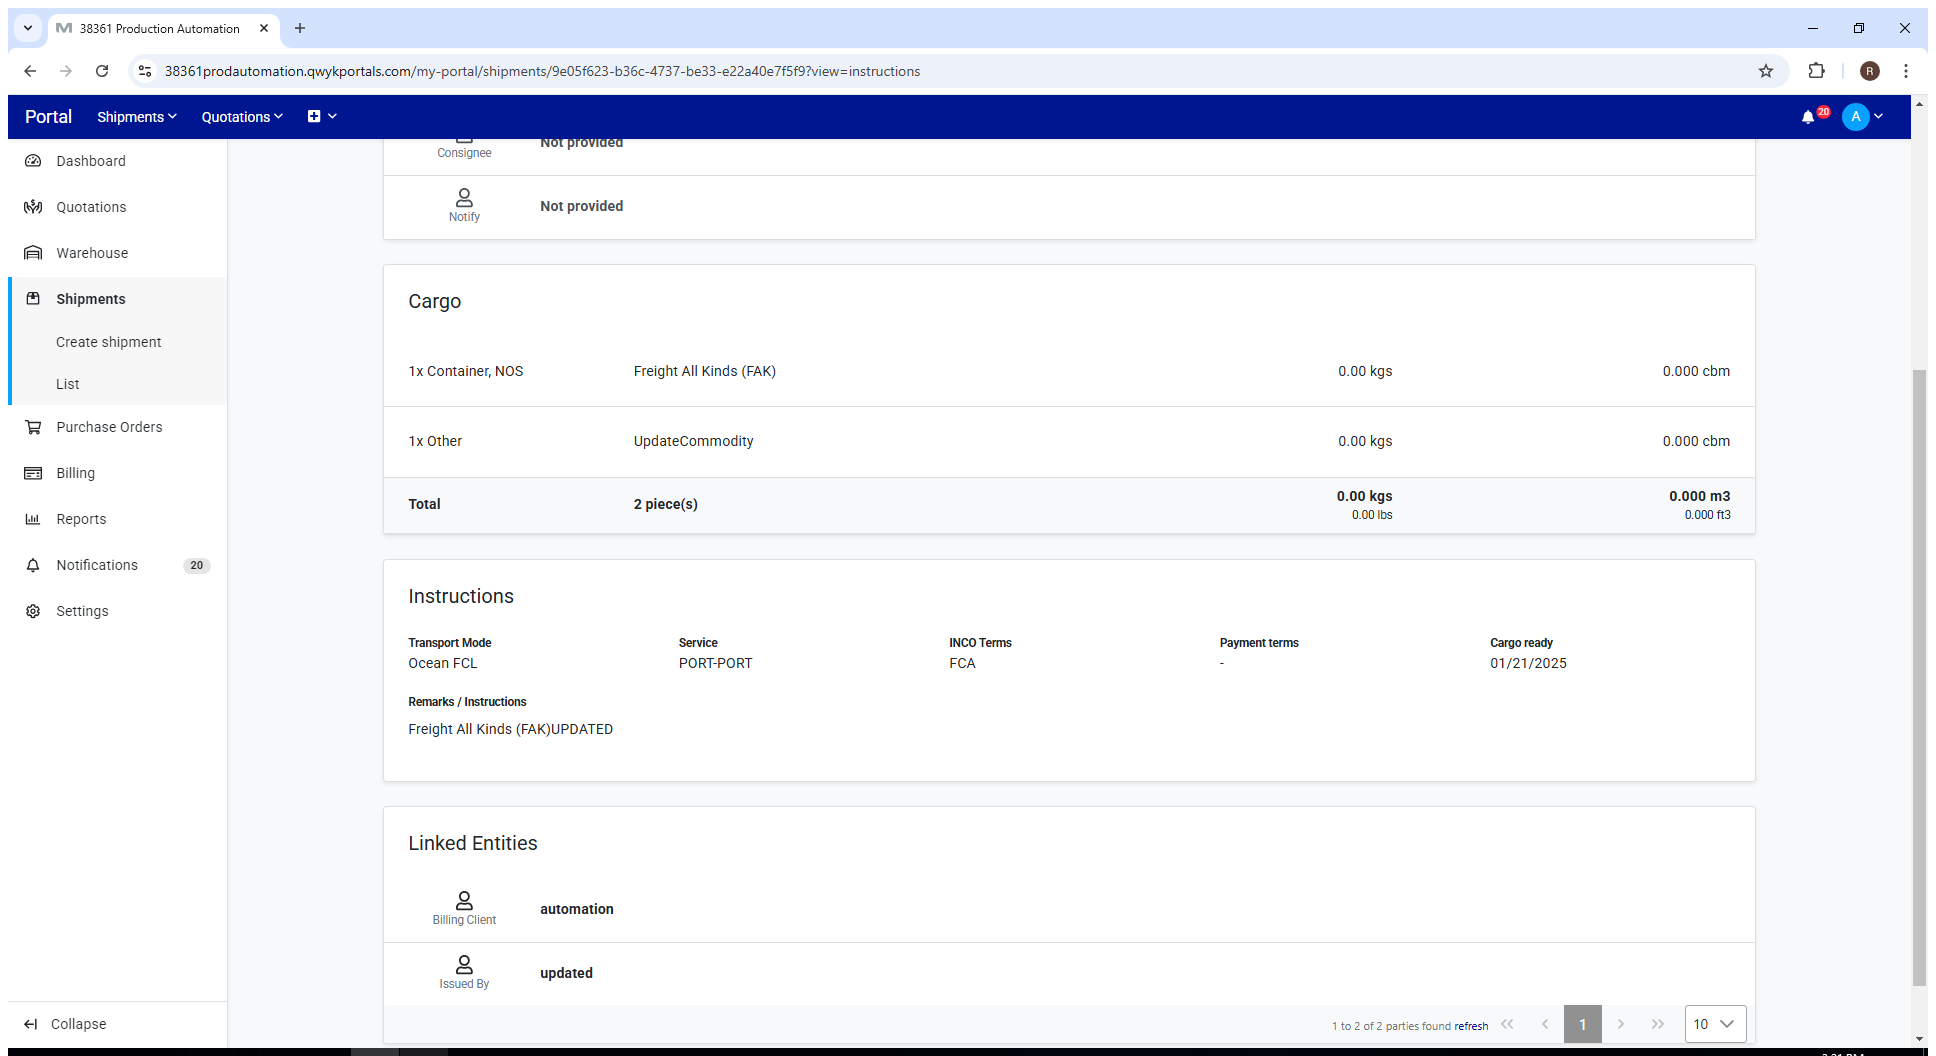 38361 Production Automation
38361prodautomation.qwykportals.com/my-portal/shipments/9e05f623-b36c-4737-be33-e22a40e7f5f9?view=instructions
R
Portal Shipments Quotations
20
A
Dashboard
Quotations
Warehouse
Shipments
Create shipment
List
Purchase Orders
Billing
Reports
Notifications 20
Settings
Collapse
Consignee Not provided
Notify Not provided
Cargo
1x Container, NOS Freight All Kinds (FAK) 0.00 kgs 0.000 cbm
1x Other UpdateCommodity 0.00 kgs 0.000 cbm
Total 2 piece(s) 0.00 kgs 0.000 m3
0.00 lbs 0.000 ft3
Instructions
Transport Mode Service INCO Terms Payment terms Cargo ready
Ocean FCL PORT-PORT FCA - 01/21/2025
Remarks / Instructions
Freight All Kinds (FAK)UPDATED
Linked Entities
Billing Client automation
Issued By updated
1 to 2 of 2 parties found refresh 1 10